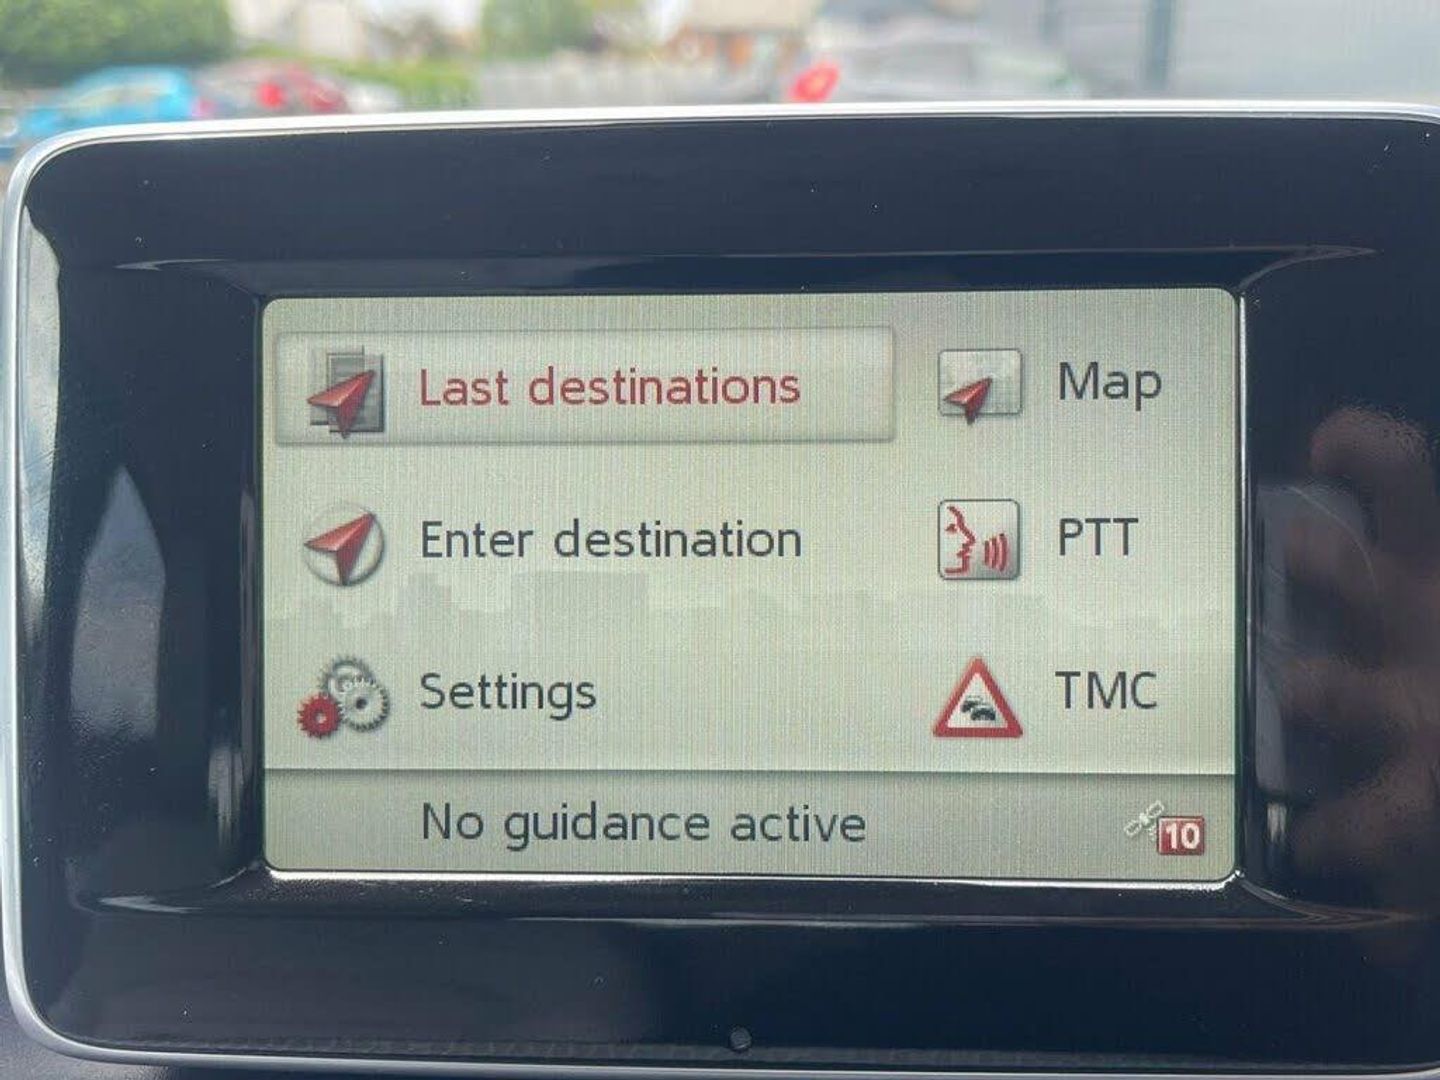 Last destinations
Map
Enter destination
PTT
Settings
TMC
No guidance active
10